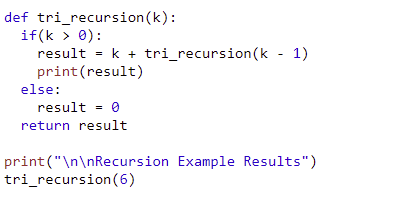 def tri_recursion(k):
  if(k > 0):
    result = k + tri_recursion(k - 1)
    print(result)
  else:
    result = 0
  return result

print("\n\nRecursion Example Results")
tri_recursion(6)